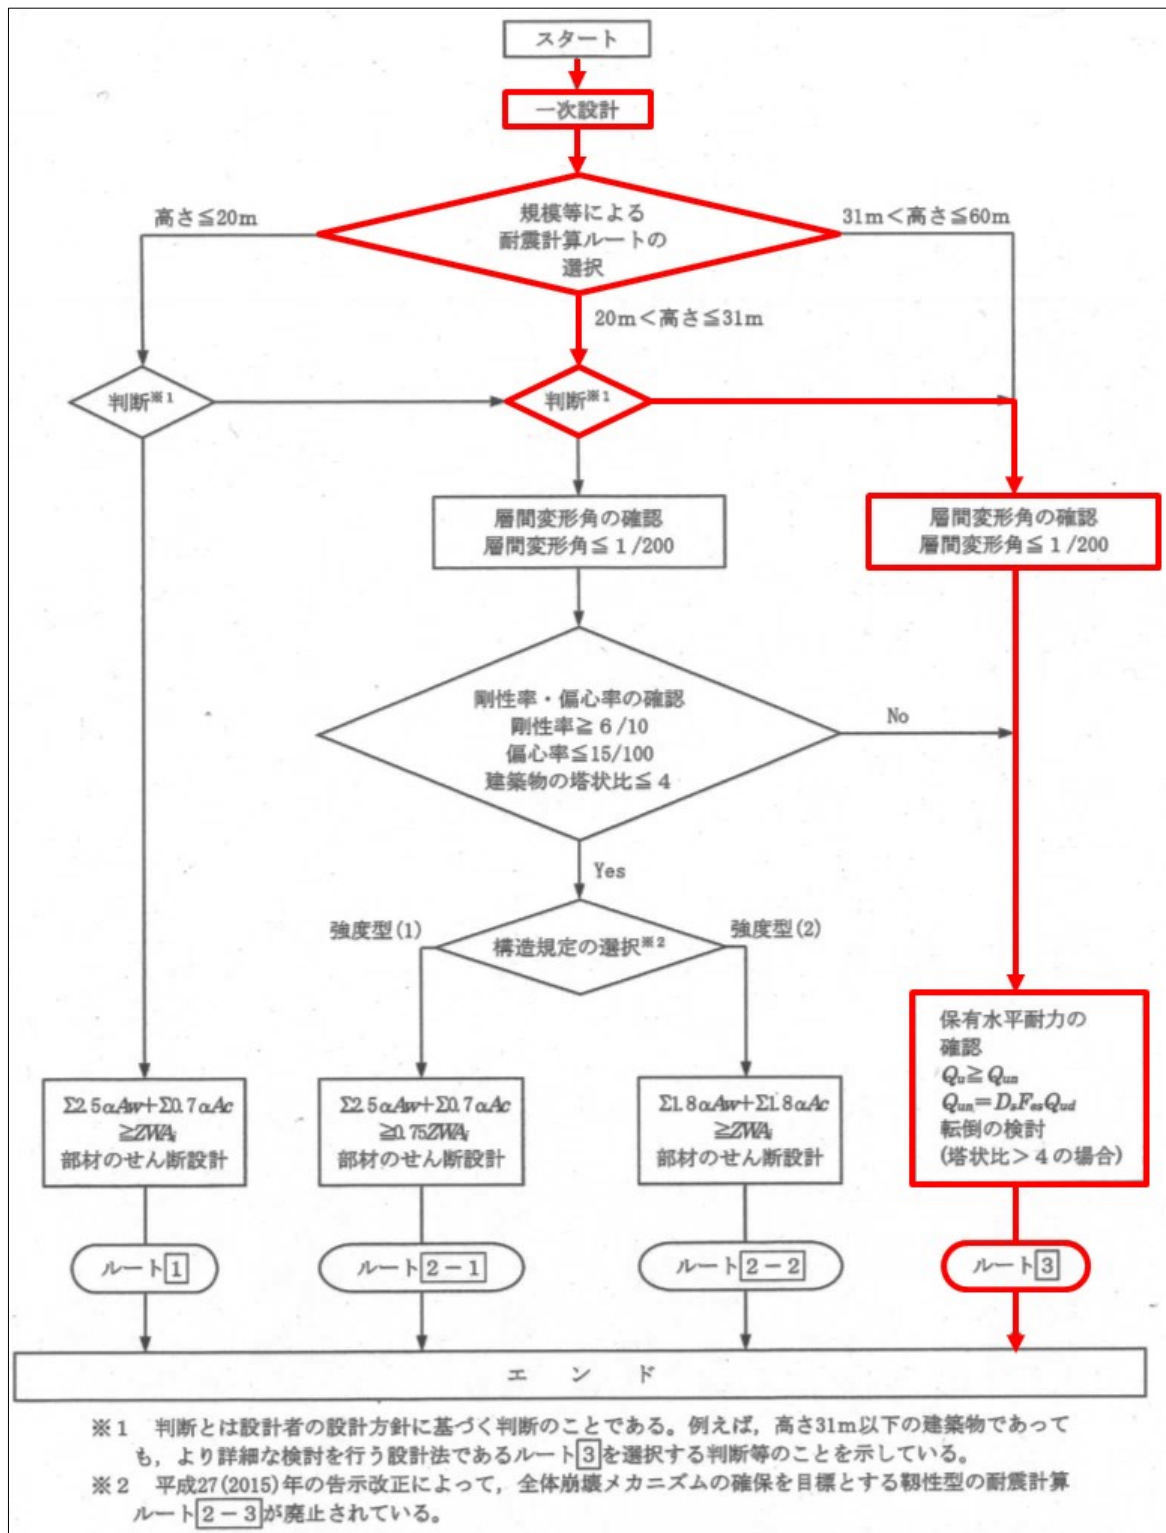 スタート
一次設計
規模等による
耐震計算ルートの
選択
高さ≦20m
31m<高さ≦60m
20m<高さ≦31m
判断※1
判断※1
層間変形角の確認
層間変形角≦1/200
層間変形角の確認
層間変形角≦1/200
剛性率・偏心率の確認
剛性率≧6/10
偏心率≦15/100
建築物の塔状比≦4
No
Yes
強度型(1)
構造規定の選択※2
強度型(2)
Σ2.5αAw+Σ0.7αAc
≧ZWAi
部材のせん断設計
Σ2.5αAw+Σ0.7αAc
≧0.75ZWAi
部材のせん断設計
Σ1.8αAw+Σ1.8αAc
≧ZWAi
部材のせん断設計
保有水平耐力の
確認
Qu≧Qun
Qun=DsFesQud
転倒の検討
(塔状比>4の場合)
ルート1
ルート2-1
ルート2-2
ルート3
エンド
※1 判断とは設計者の設計方針に基づく判断のことである。例えば,高さ31m以下の建築物であって
も,より詳細な検討を行う設計法であるルート3を選択する判断等のことを示している。
※2 平成27(2015)年の告示改正によって,全体崩壊メカニズムの確保を目標とする靱性型の耐震計算
ルート2-3が廃止されている。